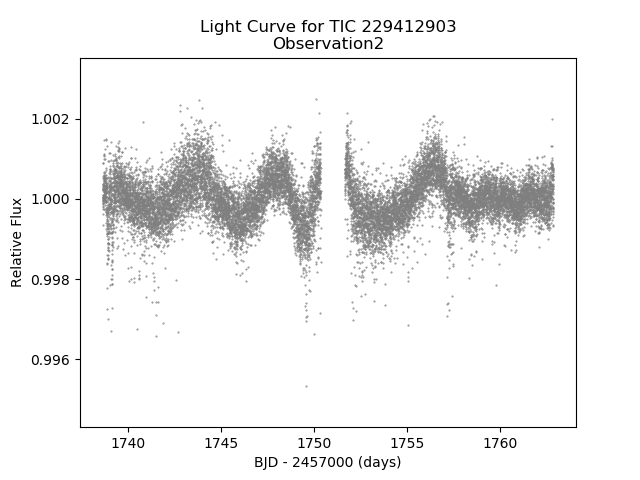 Light Curve for TIC 229412903
Observation2
1.002
1.000
0.998
0.996
Relative Flux
1740
1745
1750
1755
1760
BJD - 2457000 (days)